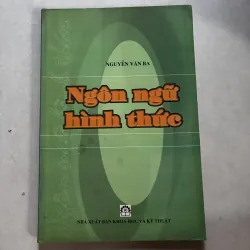 NGUYỄN VĂN BA
Ngôn ngữ
hình thức
NHÀ XUẤT BẢN KHOA HỌC VÀ KỸ THUẬT